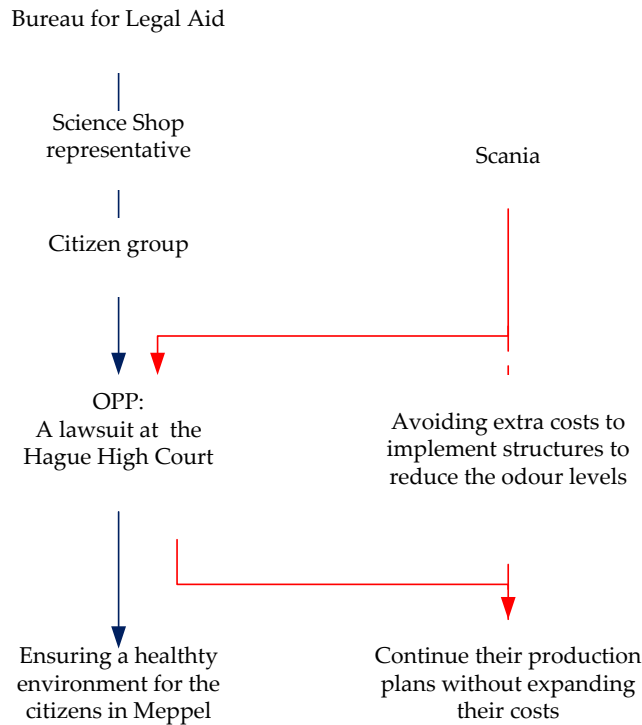 Bureau for Legal Aid
Science Shop
representative
Scania
Citizen group
OPP:
A lawsuit at the
Hague High Court
Avoiding extra costs to
implement structures to
reduce the odour levels
Ensuring a healthty
environment for the
citizens in Meppel
Continue their production
plans without expanding
their costs